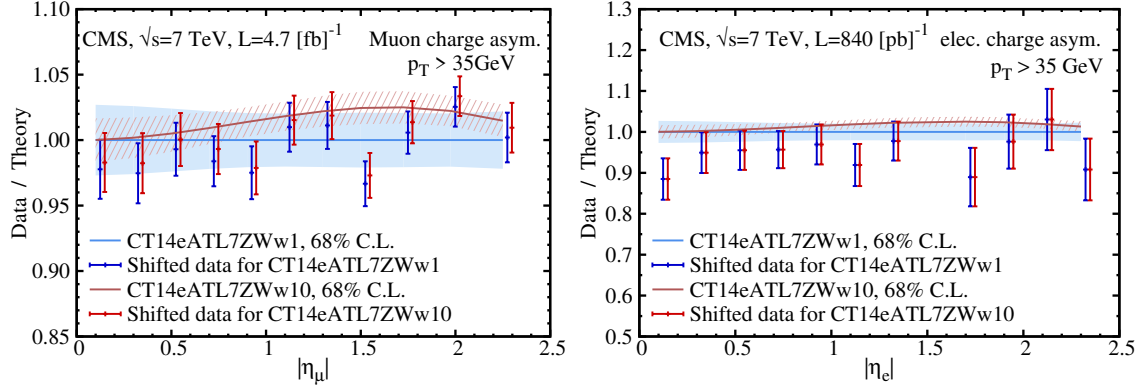 CMS, √s=7 TeV, L=4.7 [fb]⁻¹ Muon charge asym.
p_T > 35GeV
Data / Theory
1.10
1.05
1.00
0.95
0.90
0.85
CT14eATL7ZWw1, 68% C.L.
Shifted data for CT14eATL7ZWw1
CT14eATL7ZWw10, 68% C.L.
Shifted data for CT14eATL7ZWw10
0 0.5 1 1.5 2 2.5
|η_μ|
CMS, √s=7 TeV, L=840 [pb]⁻¹ elec. charge asym.
p_T > 35 GeV
Data / Theory
1.3
1.2
1.1
1.0
0.9
0.8
0.7
0.6
0.5
CT14eATL7ZWw1, 68% C.L.
Shifted data for CT14eATL7ZWw1
CT14eATL7ZWw10, 68% C.L.
Shifted data for CT14eATL7ZWw10
0 0.5 1 1.5 2 2.5
|η_e|